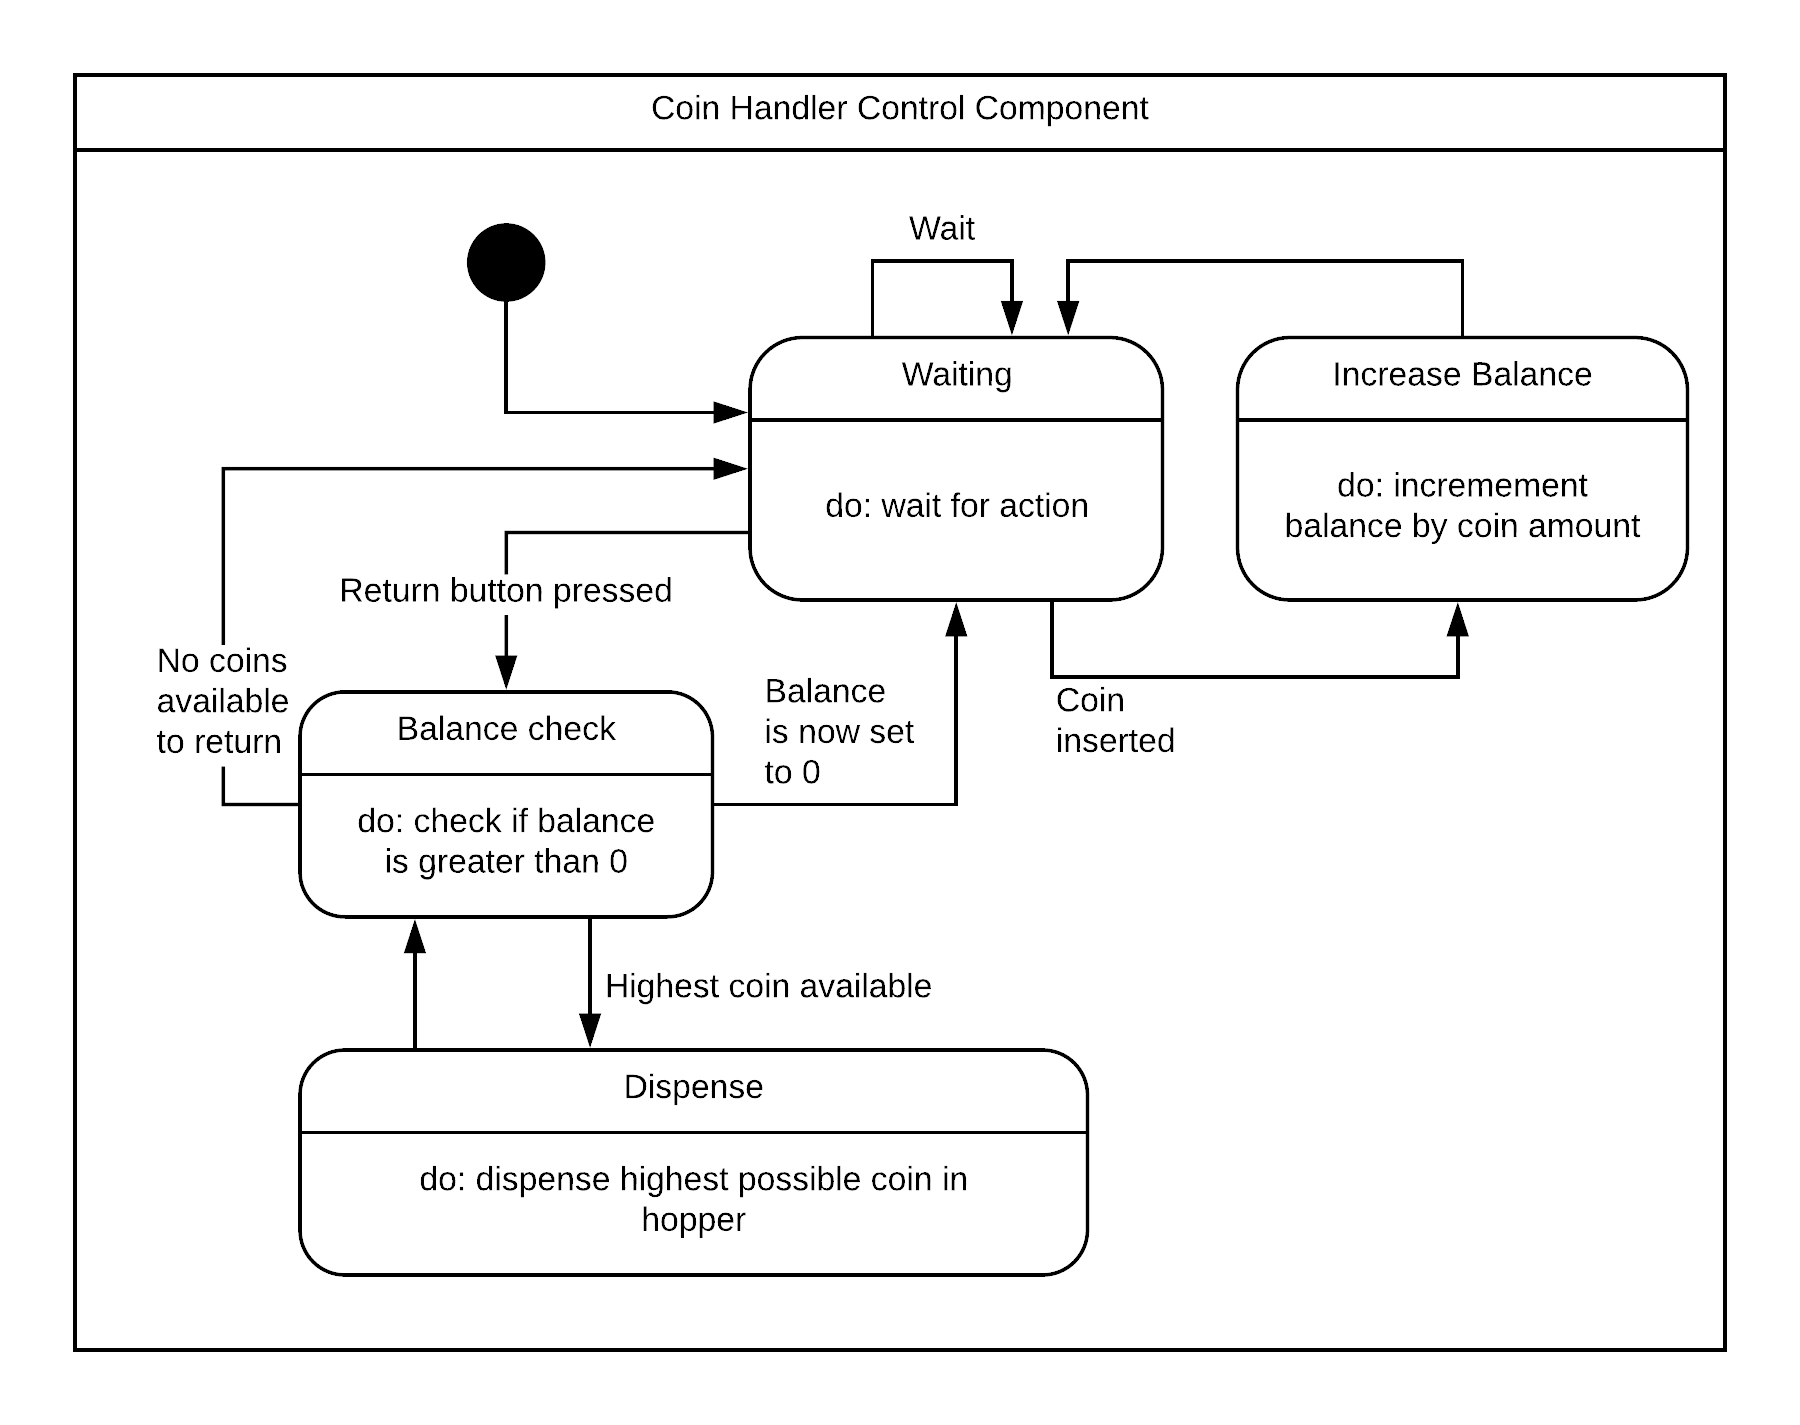 Coin Handler Control Component
Wait
Waiting
do: wait for action
Increase Balance
do: incremement
balance by coin amount
Return button pressed
No coins
available
to return
Balance
is now set
to 0
Coin
inserted
Balance check
do: check if balance
is greater than 0
Highest coin available
Dispense
do: dispense highest possible coin in
hopper